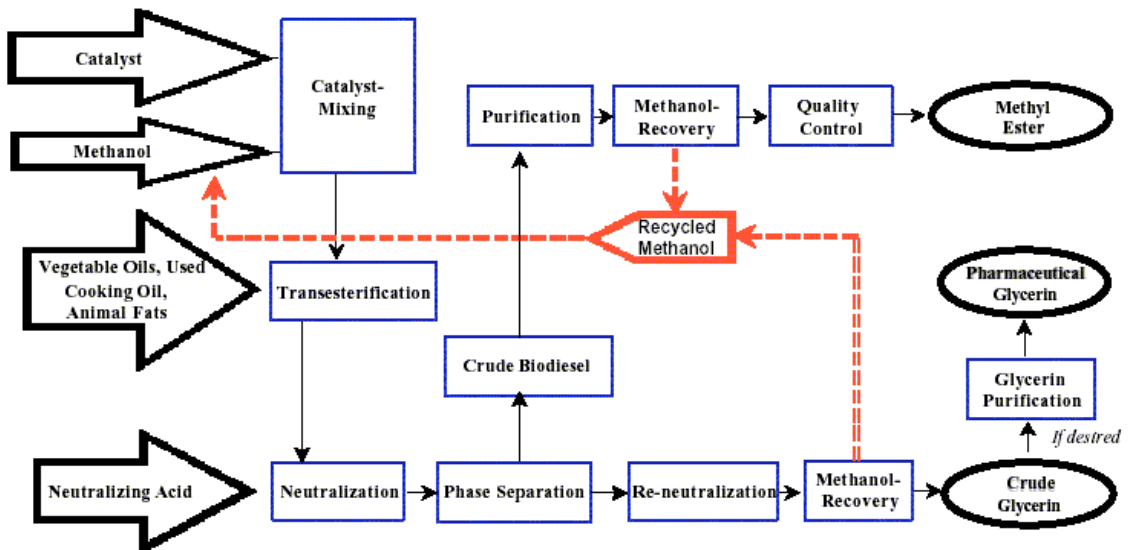 Catalyst
Catalyst-
Mixing
Methanol
Purification
Methanol-
Recovery
Quality
Control
Methyl
Ester
Recycled
Methanol
Vegetable Oils, Used
Cooking Oil,
Animal Fats
Transesterification
Pharmaceutical
Glycerin
Crude Biodiesel
Glycerin
Purification
If desired
Neutralizing Acid
Neutralization
Phase Separation
Re-neutralization
Methanol-
Recovery
Crude
Glycerin